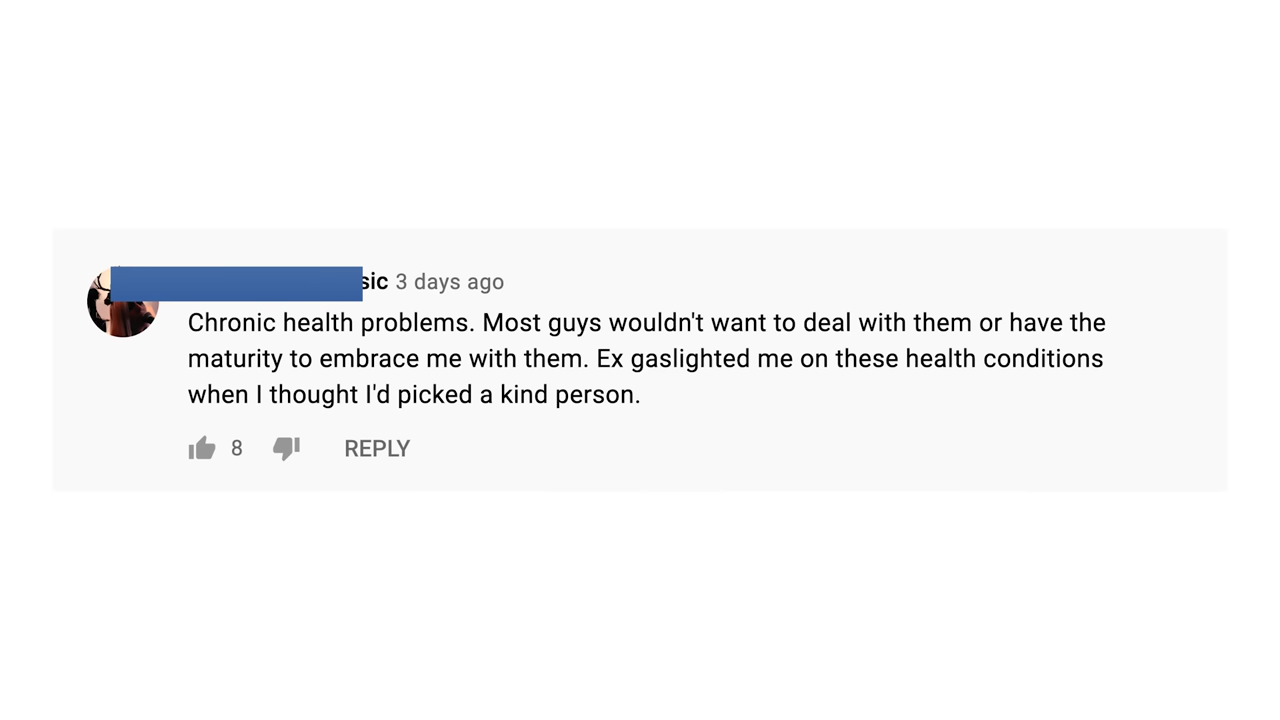 sic 3 days ago
Chronic health problems. Most guys wouldn't want to deal with them or have the
maturity to embrace me with them. Ex gaslighted me on these health conditions
when I thought I'd picked a kind person.
8 REPLY